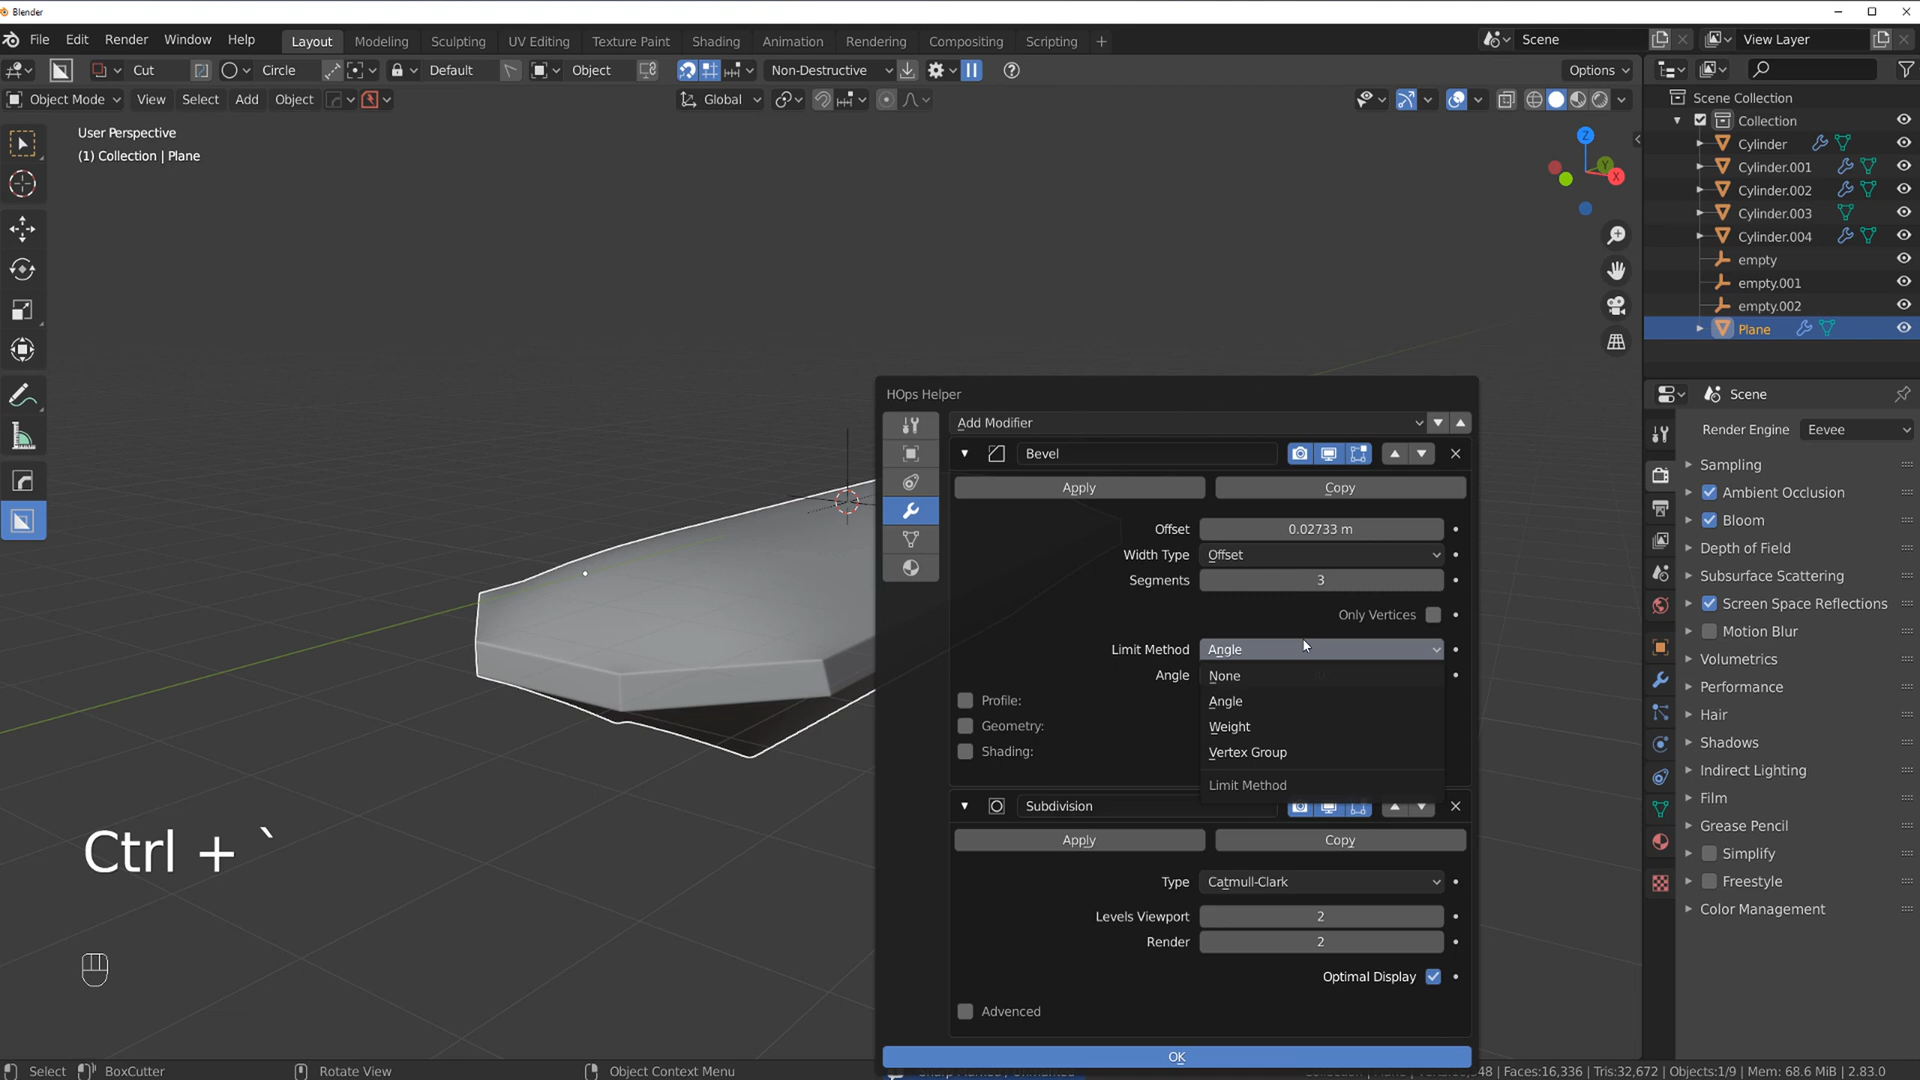 Blender
File Edit Render Window Help Layout Modeling Sculpting UV Editing Texture Paint Shading Animation Rendering Compositing Scripting + Scene View Layer
Cut Circle Default Object Non-Destructive Options
Object Mode View Select Add Object Global
User Perspective
(1) Collection | Plane
Z
Y
X
Scene Collection
Collection
Cylinder
Cylinder.001
Cylinder.002
Cylinder.003
Cylinder.004
empty
empty.001
empty.002
Plane
HOps Helper
Add Modifier
Bevel
Apply Copy
Offset 0.02733 m
Width Type Offset
Segments 3
Only Vertices
Limit Method Angle
Angle
None
Angle
Weight
Vertex Group
Limit Method
Profile:
Geometry:
Shading:
Subdivision
Apply Copy
Type Catmull-Clark
Levels Viewport 2
Render 2
Optimal Display
Advanced
OK
Scene
Render Engine Eevee
Sampling
Ambient Occlusion
Bloom
Depth of Field
Subsurface Scattering
Screen Space Reflections
Motion Blur
Volumetrics
Performance
Hair
Shadows
Indirect Lighting
Film
Grease Pencil
Simplify
Freestyle
Color Management
Ctrl + `
Select BoxCutter Rotate View Object Context Menu
Faces:16,336 | Tris:32,672 | Objects:1/9 | Mem: 68.6 MiB | 2.83.0